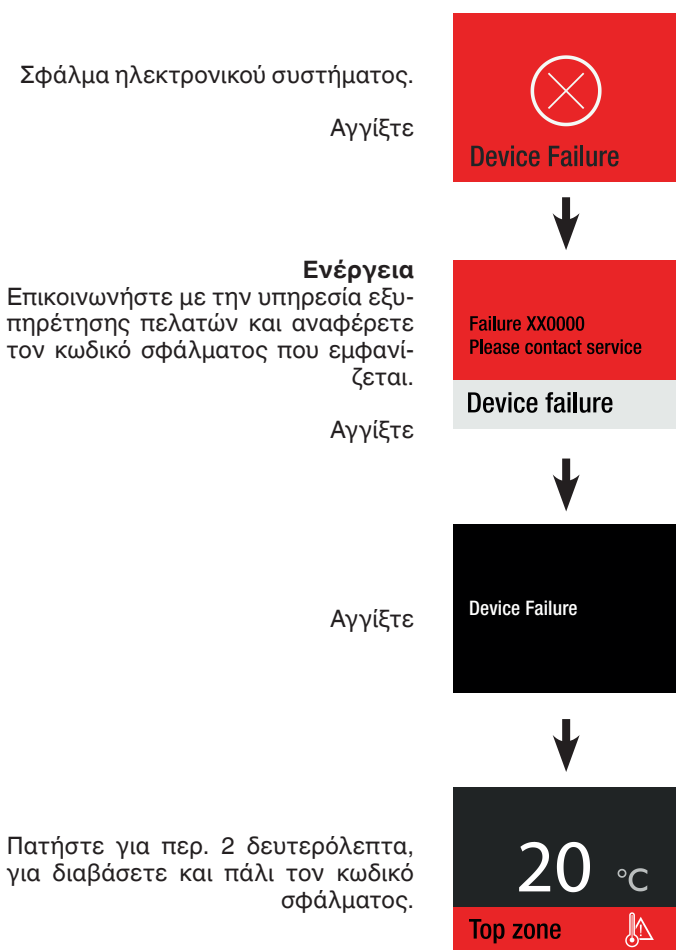 Σφάλμα ηλεκτρονικού συστήματος.
Αγγίξτε
Device Failure
Ενέργεια
Επικοινωνήστε με την υπηρεσία εξυ-
πηρέτησης πελατών και αναφέρετε
τον κωδικό σφάλματος που εμφανί-
ζεται.
Αγγίξτε
Failure XX0000
Please contact service
Device failure
Αγγίξτε
Device Failure
Πατήστε για περ. 2 δευτερόλεπτα,
για διαβάσετε και πάλι τον κωδικό
σφάλματος.
20 °C
Top zone